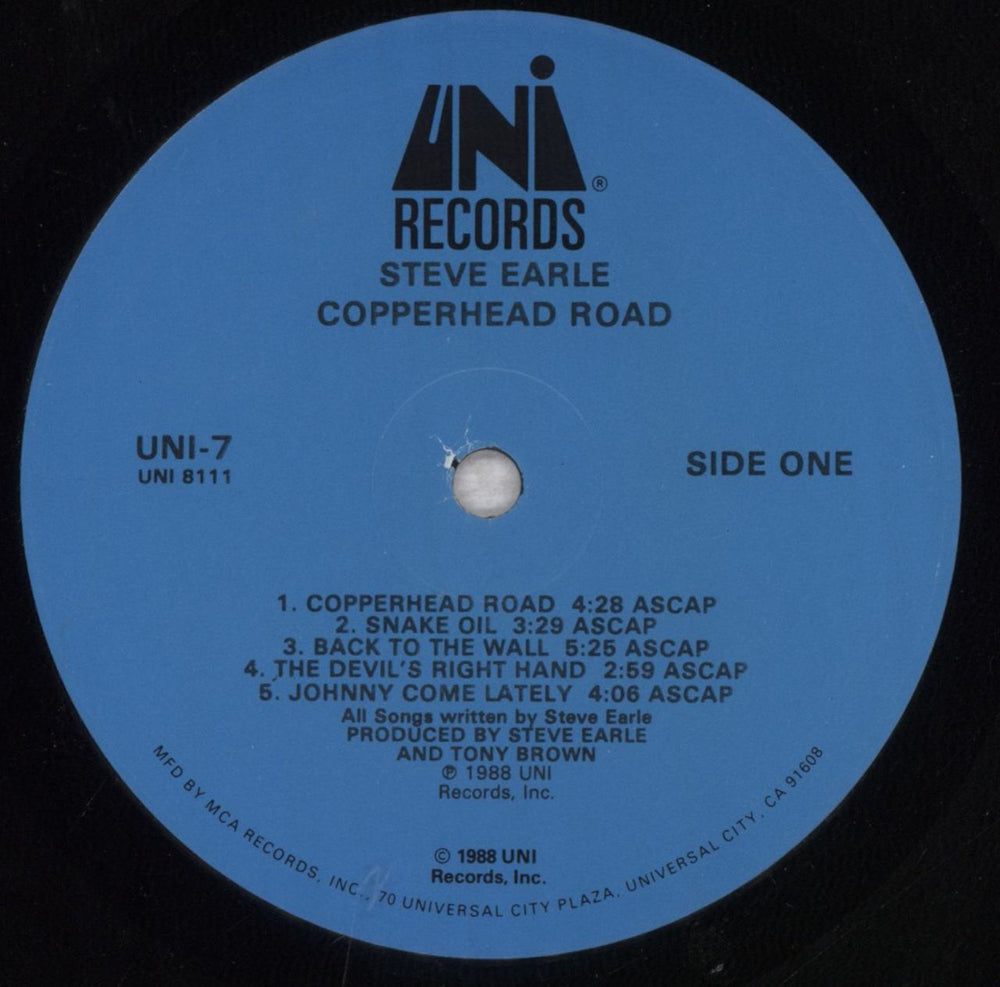 UNI®
RECORDS
STEVE EARLE
COPPERHEAD ROAD
UNI-7
UNI 8111
SIDE ONE
1. COPPERHEAD ROAD 4:28 ASCAP
2. SNAKE OIL 3:29 ASCAP
3. BACK TO THE WALL 5:25 ASCAP
4. THE DEVIL'S RIGHT HAND 2:59 ASCAP
5. JOHNNY COME LATELY 4:06 ASCAP
All Songs written by Steve Earle
PRODUCED BY STEVE EARLE
AND TONY BROWN
℗ 1988 UNI
Records, Inc.
© 1988 UNI
Records, Inc.
MFD BY MCA RECORDS, INC., 70 UNIVERSAL CITY PLAZA, UNIVERSAL CITY, CA 91608